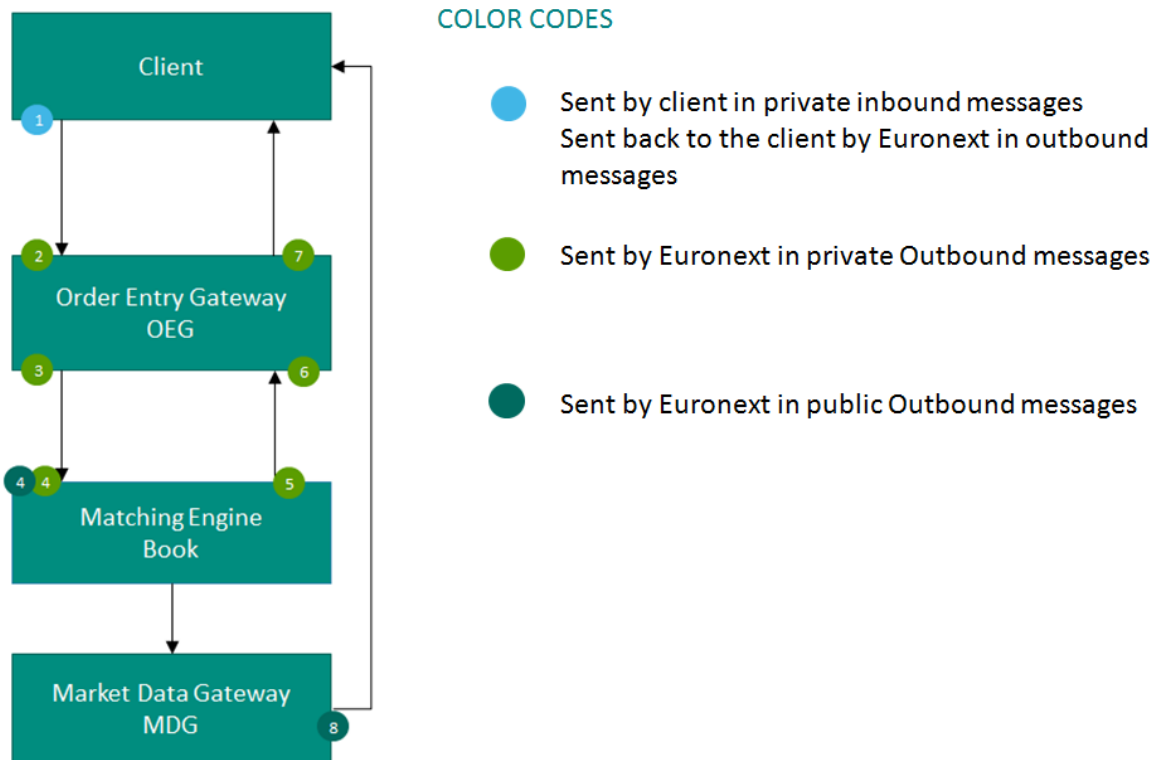 COLOR CODES
Client
1
Sent by client in private inbound messages
Sent back to the client by Euronext in outbound
messages
2
7
Sent by Euronext in private Outbound messages
Order Entry Gateway
OEG
3
6
Sent by Euronext in public Outbound messages
4
4
5
Matching Engine
Book
Market Data Gateway
MDG
8